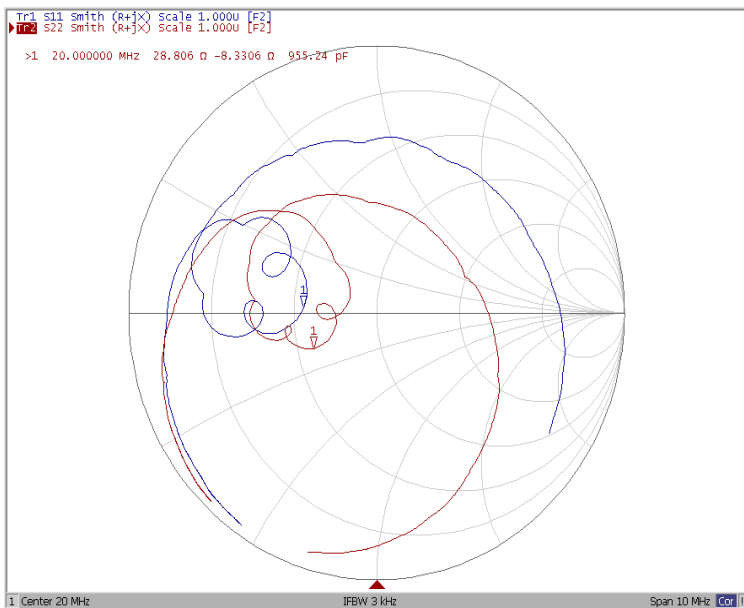 Tr1 S11 Smith (R+jX) Scale 1.000U [F2]
Tr2 S22 Smith (R+jX) Scale 1.000U [F2]
>1 20.000000 MHz 28.806 Ω -8.3306 Ω 955.24 pF
1
1
1 Center 20 MHz IFBW 3 kHz Span 10 MHz Cor